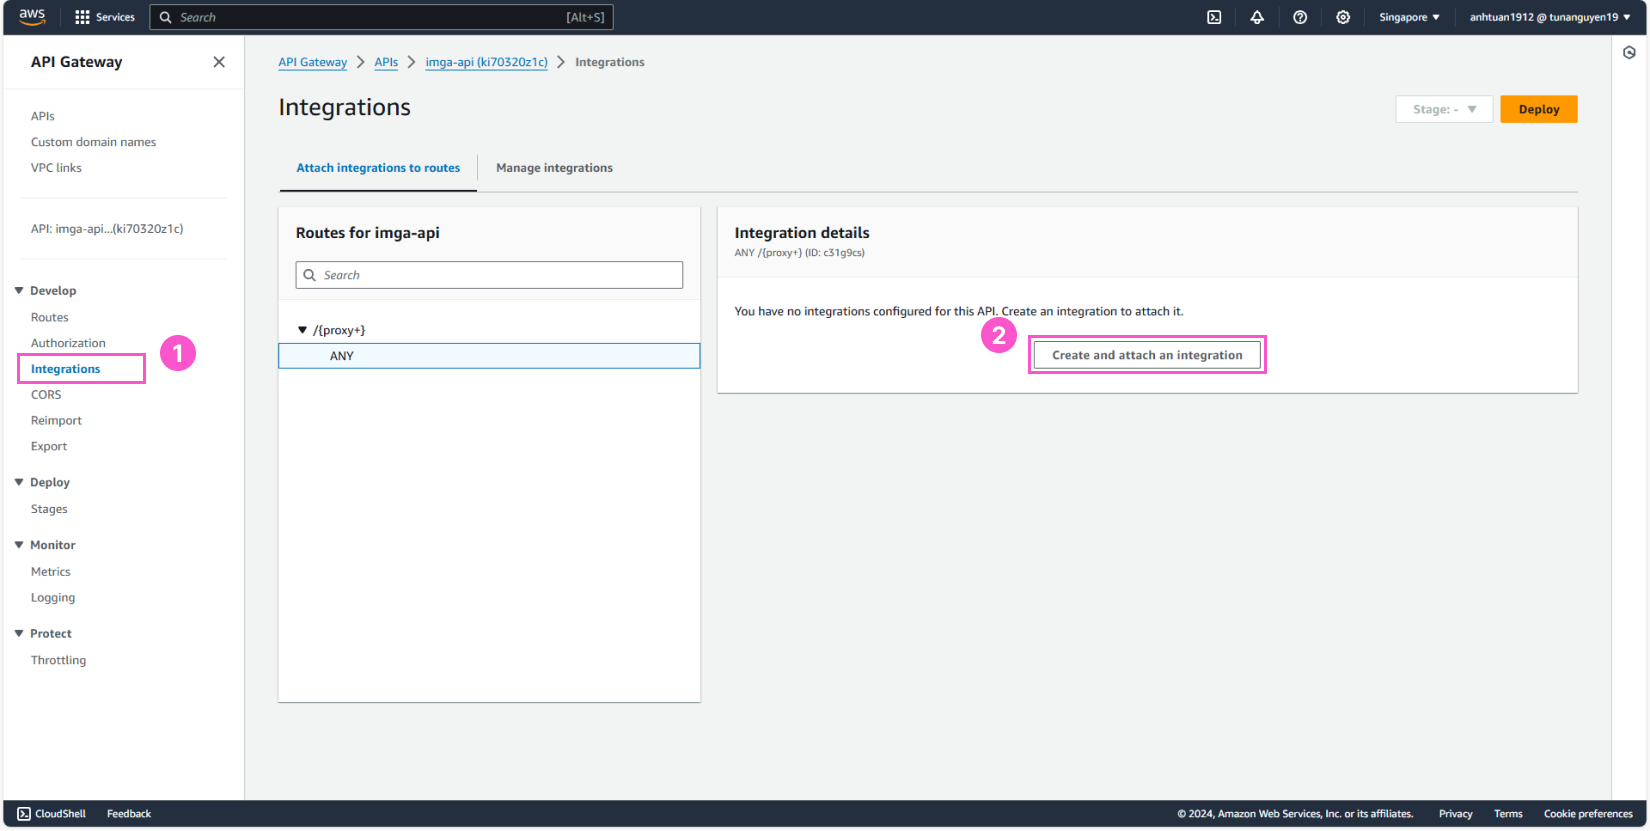 aws Services Search [Alt+S] Singapore anhtuan1912 @ tunanguyen19
API Gateway
APIs
Custom domain names
VPC links
API: imga-api...(ki70320z1c)
Develop
Routes
Authorization
Integrations
1
CORS
Reimport
Export
Deploy
Stages
Monitor
Metrics
Logging
Protect
Throttling
API Gateway APIs imga-api (ki70320z1c) Integrations
Integrations
Stage: - Deploy
Attach integrations to routes Manage integrations
Routes for imga-api
Search
/{proxy+}
ANY
Integration details
ANY /{proxy+} (ID: c31g9cs)
You have no integrations configured for this API. Create an integration to attach it.
2
Create and attach an integration
CloudShell Feedback © 2024, Amazon Web Services, Inc. or its affiliates. Privacy Terms Cookie preferences